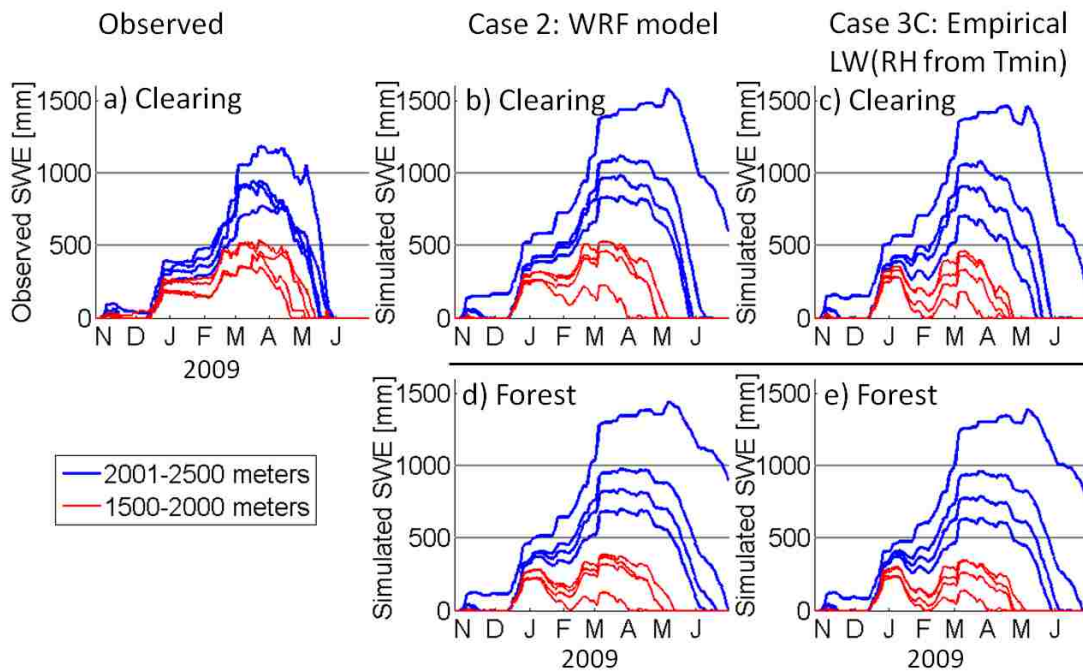 Observed
Case 2: WRF model
Case 3C: Empirical
LW(RH from Tmin)
a) Clearing
Observed SWE [mm]
1500
1000
500
0
N D J F M A M J
2009
b) Clearing
Simulated SWE [mm]
1500
1000
500
0
N D J F M A M J
c) Clearing
Simulated SWE [mm]
1500
1000
500
0
N D J F M A M J
2001-2500 meters
1500-2000 meters
d) Forest
Simulated SWE [mm]
1500
1000
500
0
N D J F M A M J
2009
e) Forest
Simulated SWE [mm]
1500
1000
500
0
N D J F M A M J
2009